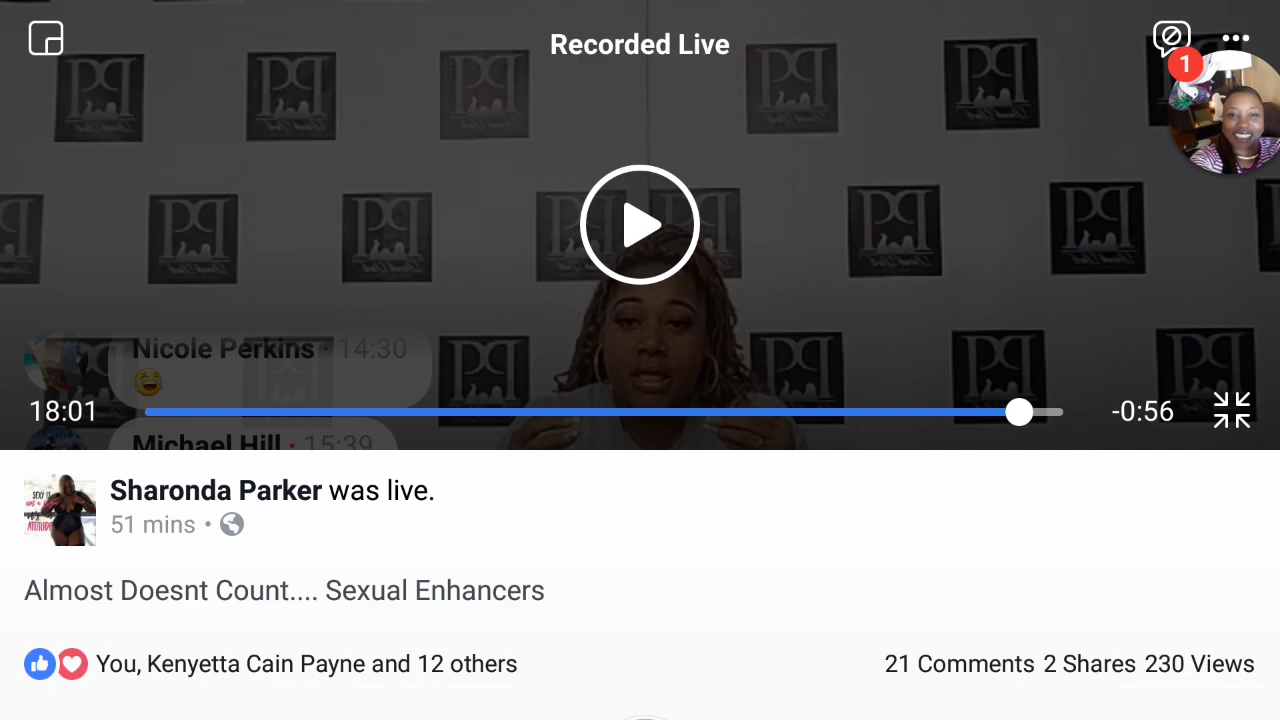 Recorded Live
1
Nicole Perkins • 14:30
18:01
-0:56
Michael Hill • 15:39
Sharonda Parker was live.
51 mins •
Almost Doesnt Count.... Sexual Enhancers
You, Kenyetta Cain Payne and 12 others
21 Comments 2 Shares 230 Views